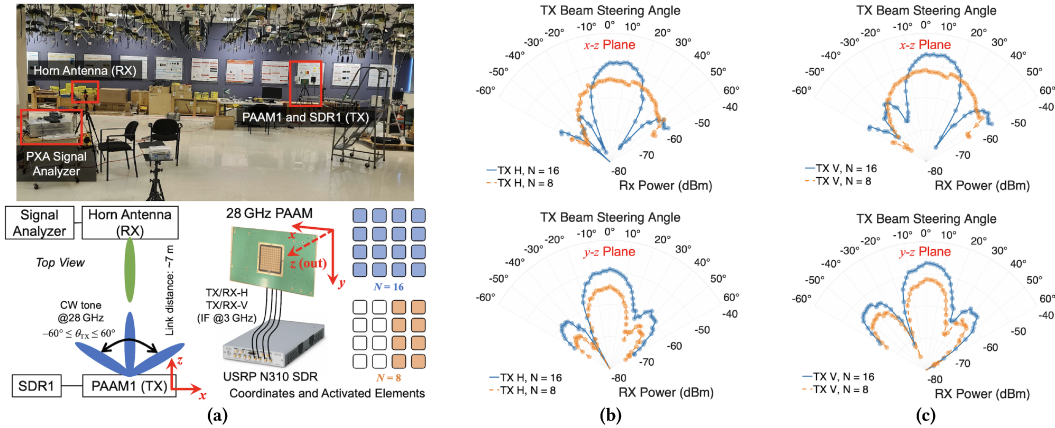 Horn Antenna (RX)
PAAM1 and SDR1 (TX)
PXA Signal
Analyzer
Signal
Analyzer
Horn Antenna
(RX)
Top View
Link distance: ~7 m
CW tone
@28 GHz
−60° ≤ θTX ≤ 60°
z
SDR1
PAAM1 (TX)
x
28 GHz PAAM
x
z (out)
y
TX/RX-H
TX/RX-V
(IF @3 GHz)
USRP N310 SDR
N = 16
N = 8
Coordinates and Activated Elements
(a)
TX Beam Steering Angle
-60° -50° -40° -30° -20° -10° 0° 10° 20° 30° 40° 50° 60°
x-z Plane
-40
-50
-60
-70
-80
TX H, N = 16
TX H, N = 8
Rx Power (dBm)
TX Beam Steering Angle
-60° -50° -40° -30° -20° -10° 0° 10° 20° 30° 40° 50° 60°
y-z Plane
-40
-50
-60
-70
-80
TX H, N = 16
TX H, N = 8
RX Power (dBm)
(b)
TX Beam Steering Angle
-60° -50° -40° -30° -20° -10° 0° 10° 20° 30° 40° 50° 60°
x-z Plane
-40
-50
-60
-70
-80
TX V, N = 16
TX V, N = 8
Rx Power (dBm)
TX Beam Steering Angle
-60° -50° -40° -30° -20° -10° 0° 10° 20° 30° 40° 50° 60°
y-z Plane
-40
-50
-60
-70
-80
TX V, N = 16
TX V, N = 8
RX Power (dBm)
(c)